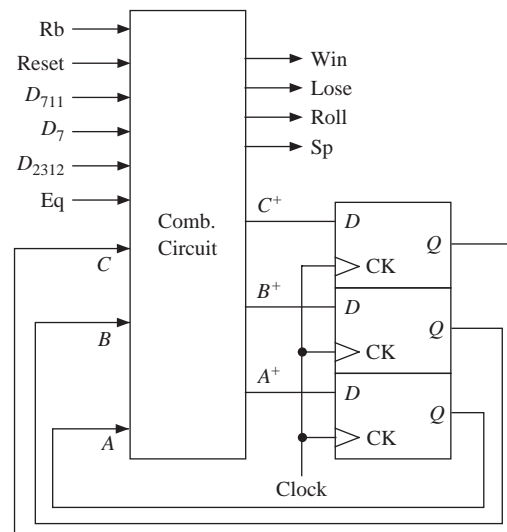 Rb
Reset
D711
D7
D2312
Eq
C
B
A
Comb.
Circuit
Win
Lose
Roll
Sp
C+
B+
A+
D
Q
CK
D
Q
CK
D
Q
CK
Clock